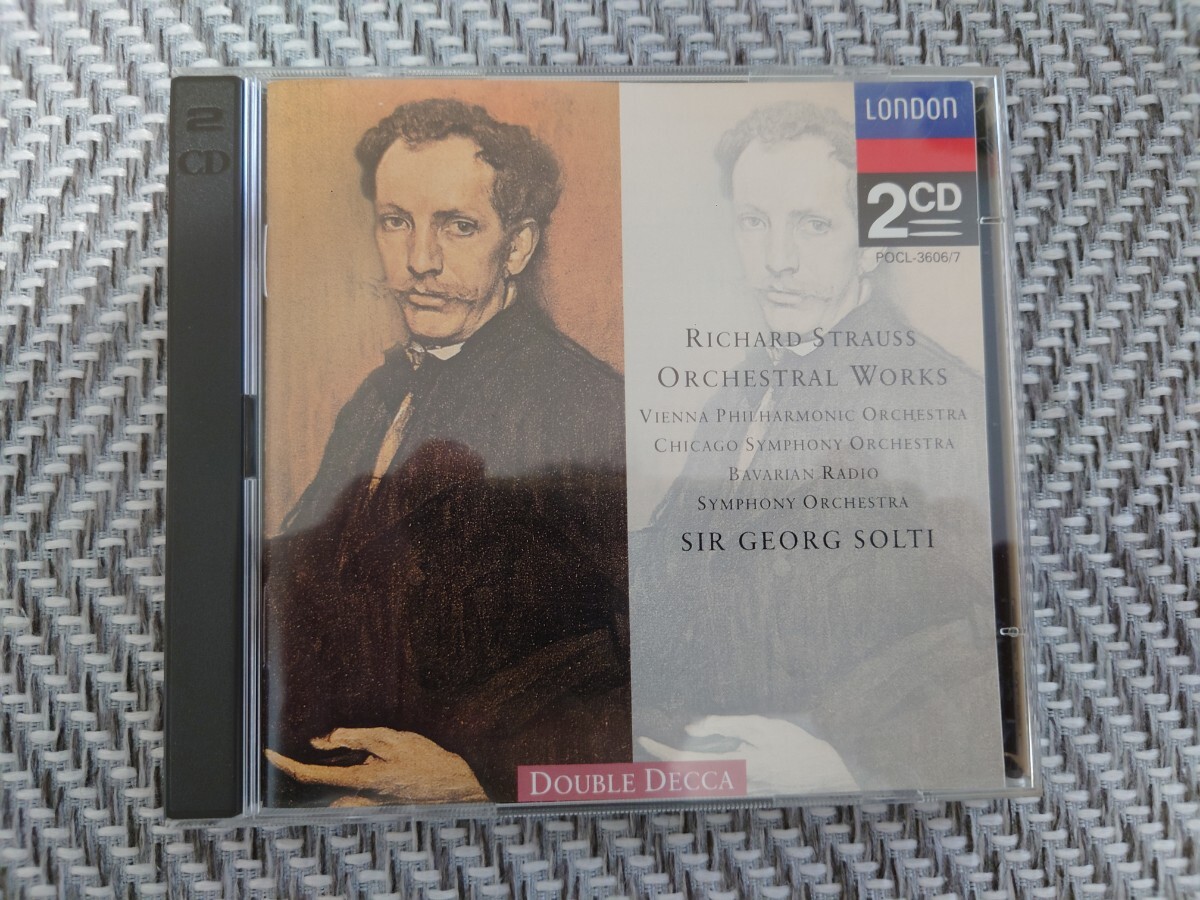 2
CD
LONDON
2CD
POCL-3606/7
RICHARD STRAUSS
ORCHESTRAL WORKS
VIENNA PHILHARMONIC ORCHESTRA
CHICAGO SYMPHONY ORCHESTRA
BAVARIAN RADIO
SYMPHONY ORCHESTRA
SIR GEORG SOLTI
DOUBLE DECCA